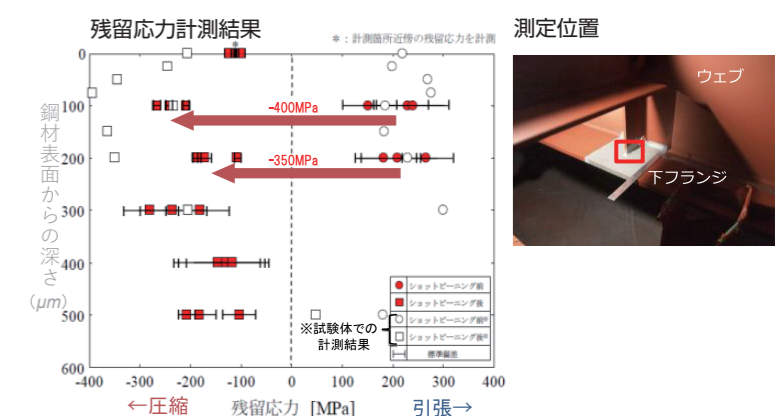 残留応力計測結果
＊：計測箇所近傍の残留応力を計測
測定位置
＊
0
100
200
300
400
500
600
鋼材表面からの深さ
(μm)
-400MPa
-350MPa
ショットピーニング前
ショットピーニング後
ショットピーニング前※
ショットピーニング後※
標準偏差
※試験体での
計測結果
-400 -300 -200 -100 0 100 200 300 400
←圧縮 残留応力 [MPa] 引張→
ウェブ
下フランジ